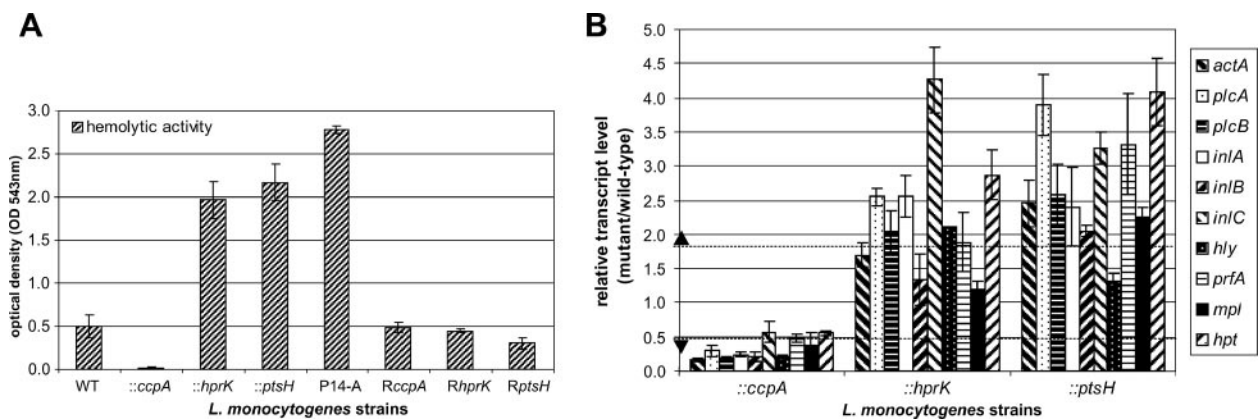 A
optical density (OD 543nm)
3.0
2.5
2.0
1.5
1.0
0.5
0.0
hemolytic activity
WT ::ccpA ::hprK ::ptsH P14-A RccpA RhprK RptsH
L. monocytogenes strains
B
relative transcript level
(mutant/wild-type)
5.0
4.5
4.0
3.5
3.0
2.5
2.0
1.5
1.0
0.5
0.0
::ccpA ::hprK ::ptsH
L. monocytogenes strains
actA
plcA
plcB
inlA
inlB
inlC
hly
prfA
mpl
hpt